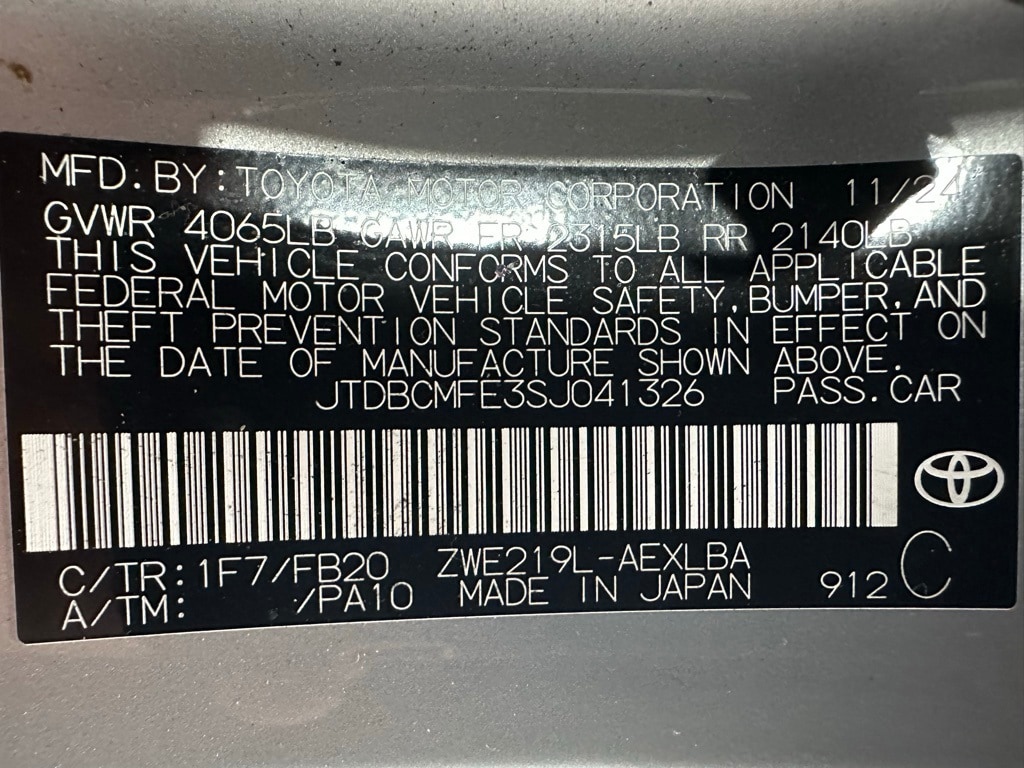 MFD. BY: TOYOTA MOTOR CORPORATION 11/24
GVWR 4065LB GAWR FR 2315LB RR 2140LB
THIS VEHICLE CONFORMS TO ALL APPLICABLE
FEDERAL MOTOR VEHICLE SAFETY, BUMPER, AND
THEFT PREVENTION STANDARDS IN EFFECT ON
THE DATE OF MANUFACTURE SHOWN ABOVE.
JTDBCMFE3SJ041326 PASS. CAR
C/TR: 1F7/FB20 ZWE219L-AEXLBA
A/TM: /PA10 MADE IN JAPAN 912 C